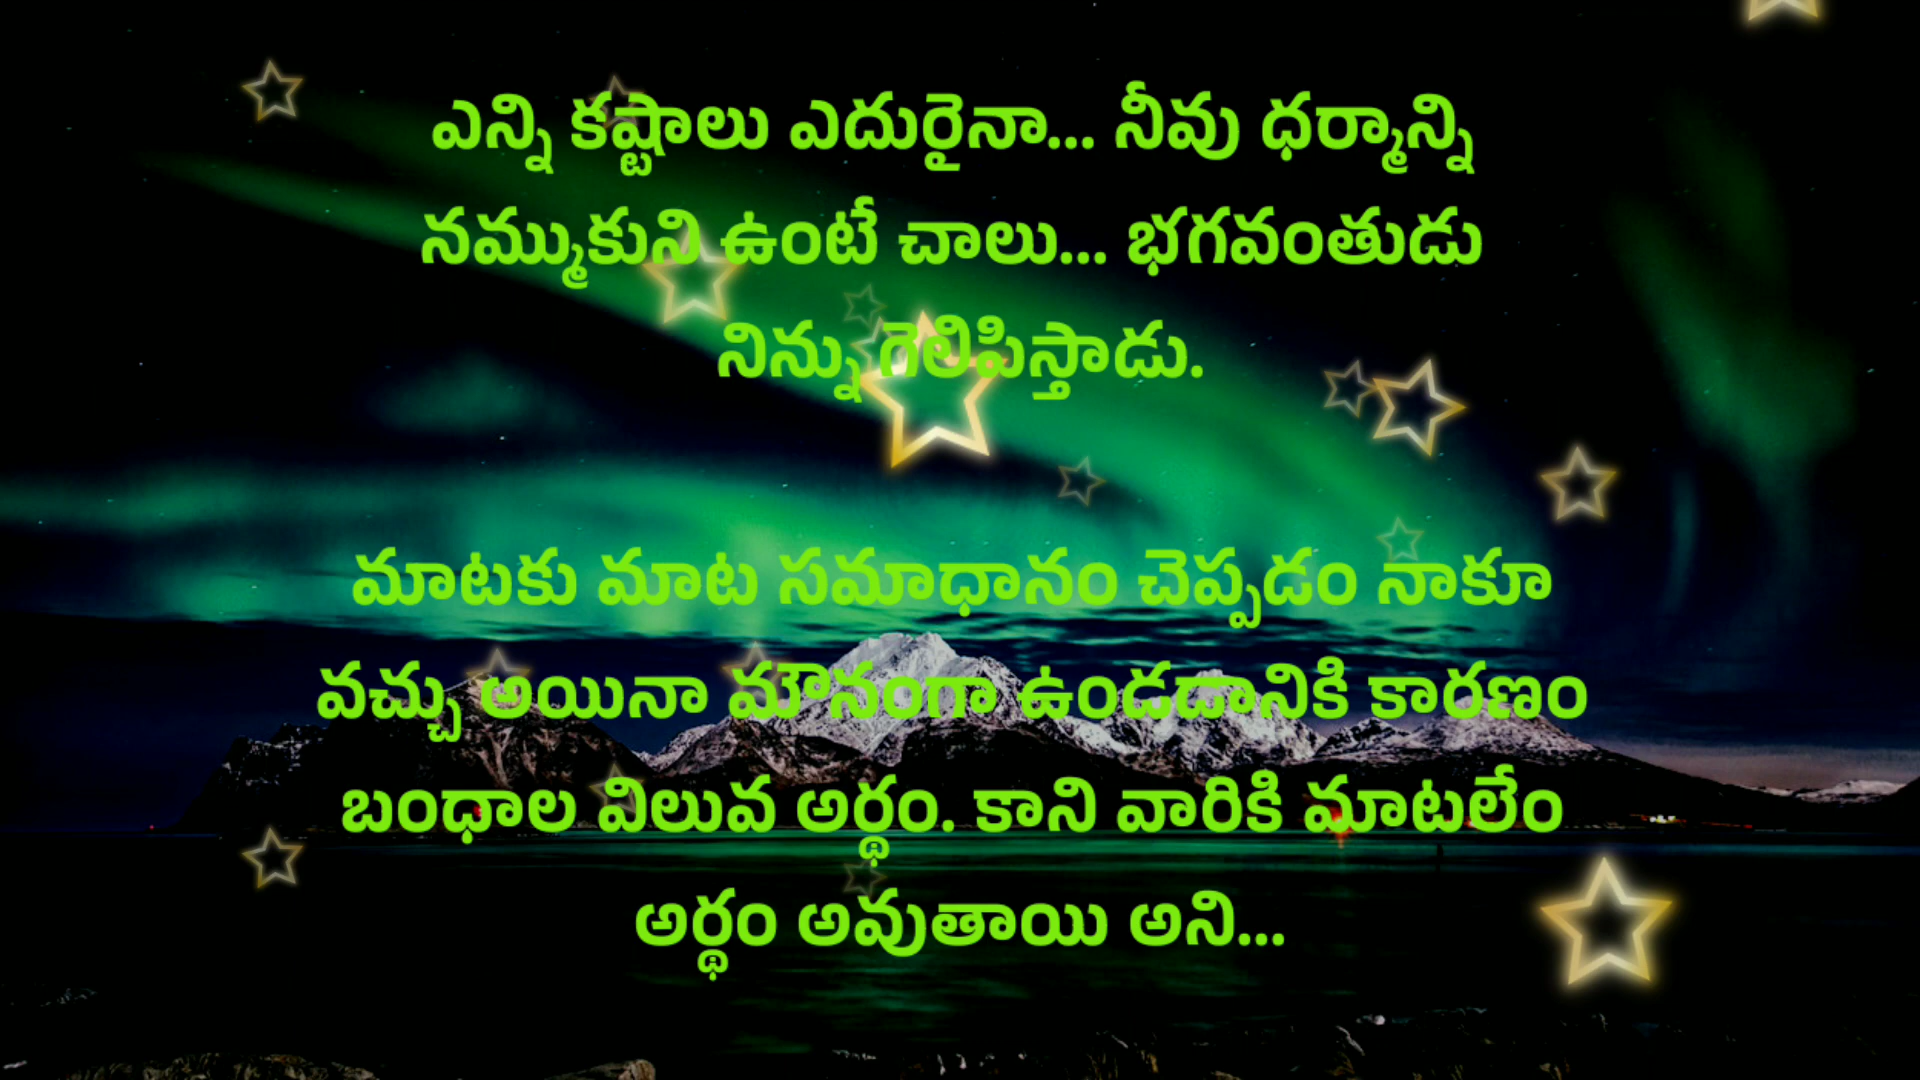 ఎన్ని కష్టాలు ఎదురైనా... నీవు ధర్మాన్ని
నమ్ముకుని ఉంటే చాలు... భగవంతుడు
నిన్ను గెలిపిస్తాడు.
మాటకు మాట సమాధానం చెప్పడం నాకూ
వచ్చు అయినా మౌనంగా ఉండడానికి కారణం
బంధాల విలువ అర్థం. కాని వారికి మాటలేం
అర్థం అవుతాయి అని...